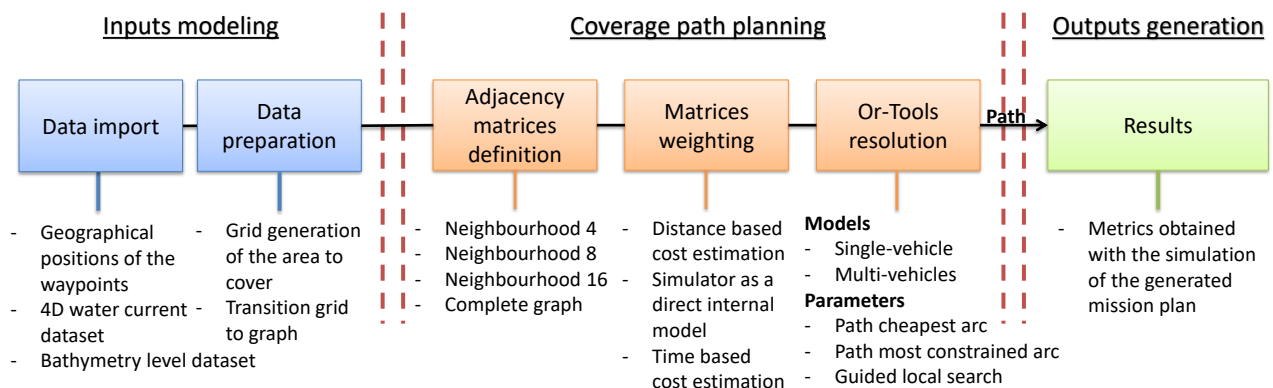 Inputs modeling
Coverage path planning
Outputs generation
Data import
Data
preparation
Adjacency
matrices
definition
Matrices
weighting
Or-Tools
resolution
Path
Results
- Geographical
positions of the
waypoints
- 4D water current
dataset
- Bathymetry level dataset
- Grid generation
of the area to
cover
- Transition grid
to graph
- Neighbourhood 4
- Neighbourhood 8
- Neighbourhood 16
- Complete graph
- Distance based
cost estimation
- Simulator as a
direct internal
model
- Time based
cost estimation
Models
- Single-vehicle
- Multi-vehicles
Parameters
- Path cheapest arc
- Path most constrained arc
- Guided local search
- Metrics obtained
with the simulation
of the generated
mission plan